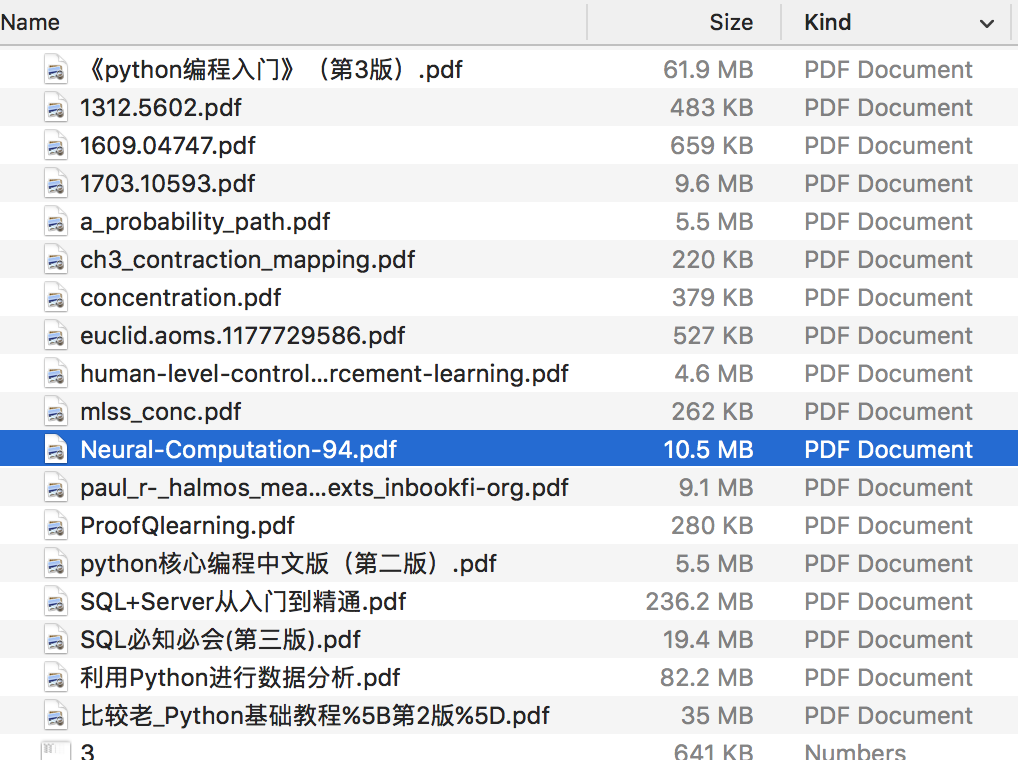 Name Size Kind
《python编程入门》（第3版）.pdf 61.9 MB PDF Document
1312.5602.pdf 483 KB PDF Document
1609.04747.pdf 659 KB PDF Document
1703.10593.pdf 9.6 MB PDF Document
a_probability_path.pdf 5.5 MB PDF Document
ch3_contraction_mapping.pdf 220 KB PDF Document
concentration.pdf 379 KB PDF Document
euclid.aoms.1177729586.pdf 527 KB PDF Document
human-level-control...rcement-learning.pdf 4.6 MB PDF Document
mlss_conc.pdf 262 KB PDF Document
Neural-Computation-94.pdf 10.5 MB PDF Document
paul_r-_halmos_mea...exts_inbookfi-org.pdf 9.1 MB PDF Document
ProofQlearning.pdf 280 KB PDF Document
python核心编程中文版（第二版）.pdf 5.5 MB PDF Document
SQL+Server从入门到精通.pdf 236.2 MB PDF Document
SQL必知必会(第三版).pdf 19.4 MB PDF Document
利用Python进行数据分析.pdf 82.2 MB PDF Document
比较老_Python基础教程%5B第2版%5D.pdf 35 MB PDF Document
3 641 KB Numbers